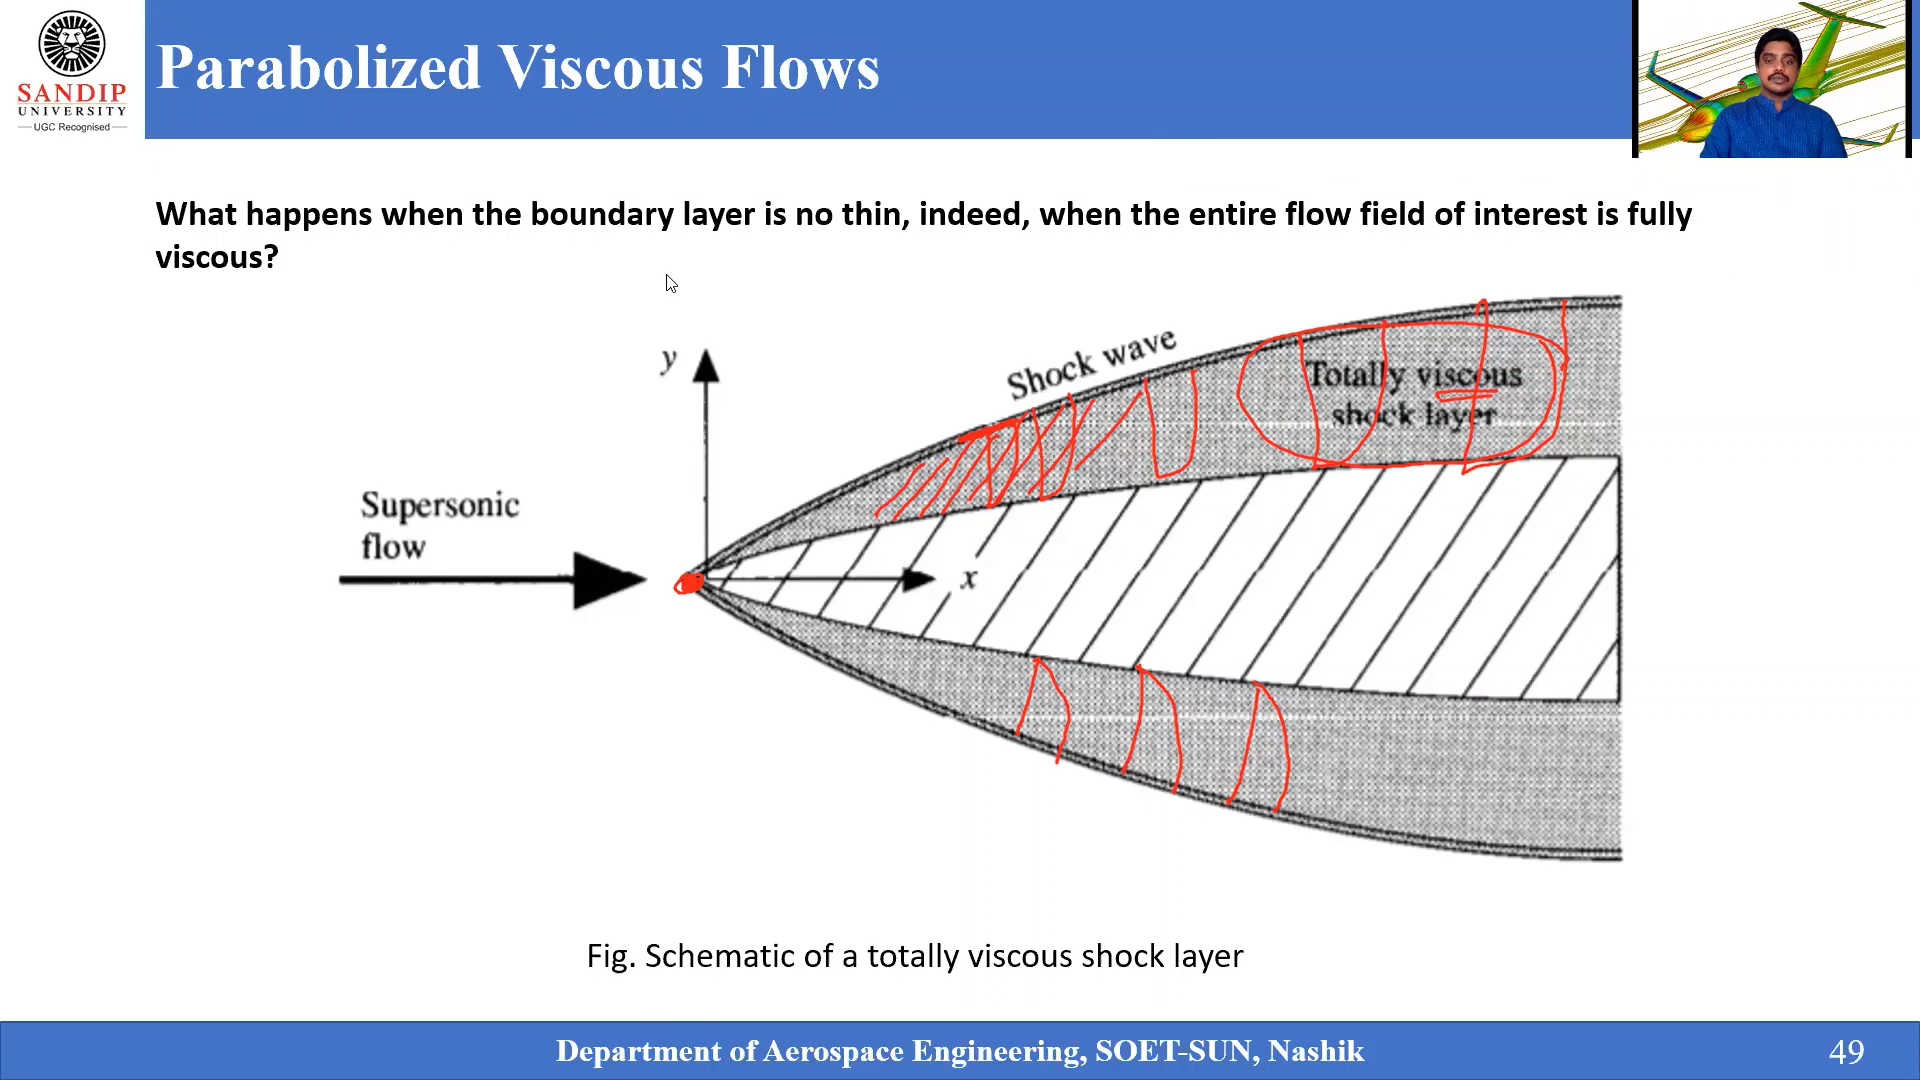 SANDIP
UNIVERSITY
UGC Recognised
Parabolized Viscous Flows
What happens when the boundary layer is no thin, indeed, when the entire flow field of interest is fully
viscous?
y
Shock wave
Totally viscous
shock layer
Supersonic
flow
x
Fig. Schematic of a totally viscous shock layer
Department of Aerospace Engineering, SOET-SUN, Nashik
49